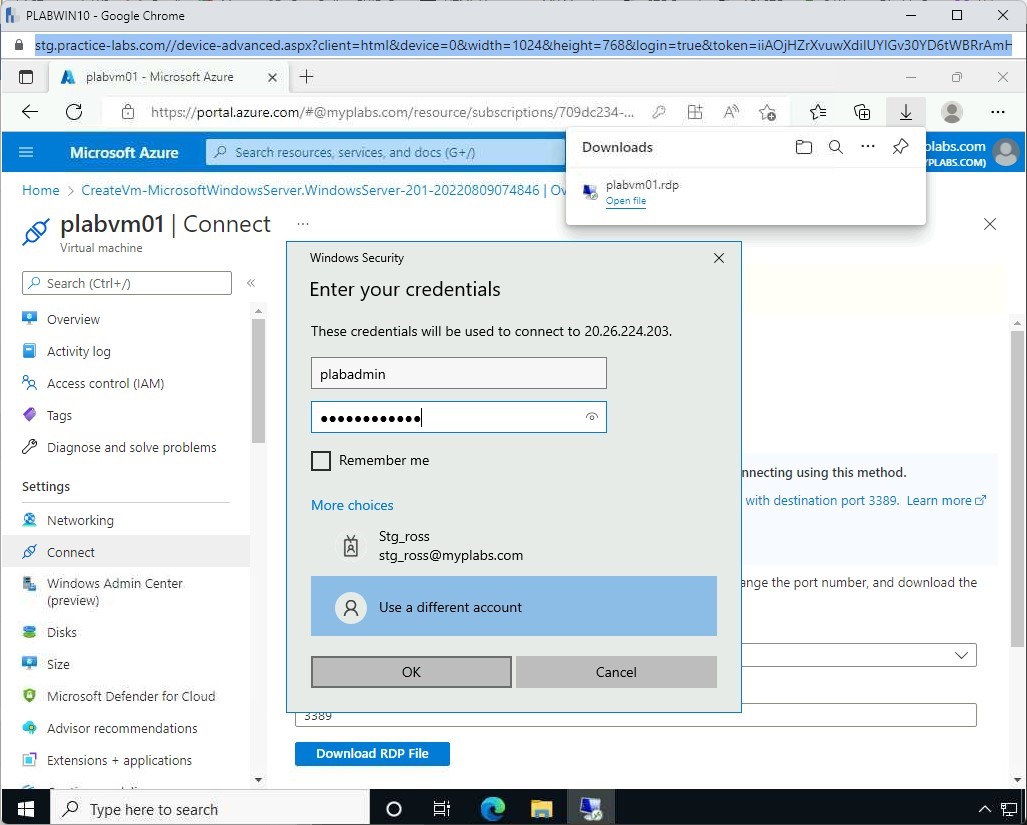 PLABWIN10 - Google Chrome
stg.practice-labs.com//device-advanced.aspx?client=html&device=0&width=1024&height=768&login=true&token=iiAOjHZrXvuwXdiIUYIGv30YD6tWBRrAmH
plabvm01 - Microsoft Azure
https://portal.azure.com/#@myplabs.com/resource/subscriptions/709dc234-...
Downloads
plabvm01.rdp
Open file
Microsoft Azure
Search resources, services, and docs (G+/)
plabs.com
YPLABS.COM)
Home > CreateVm-MicrosoftWindowsServer.WindowsServer-201-20220809074846 | Ov
plabvm01 | Connect ...
Virtual machine
Search (Ctrl+/)
«
Overview
Activity log
Access control (IAM)
Tags
Diagnose and solve problems
Settings
Networking
Connect
Windows Admin Center
(preview)
Disks
Size
Microsoft Defender for Cloud
Advisor recommendations
Extensions + applications
Windows Security
Enter your credentials
These credentials will be used to connect to 20.26.224.203.
plabadmin
●●●●●●●●●●●●
Remember me
More choices
Stg_ross
stg_ross@myplabs.com
Use a different account
OK
Cancel
nnecting using this method.
with destination port 3389. Learn more
ange the port number, and download the
3389
Download RDP File
Type here to search